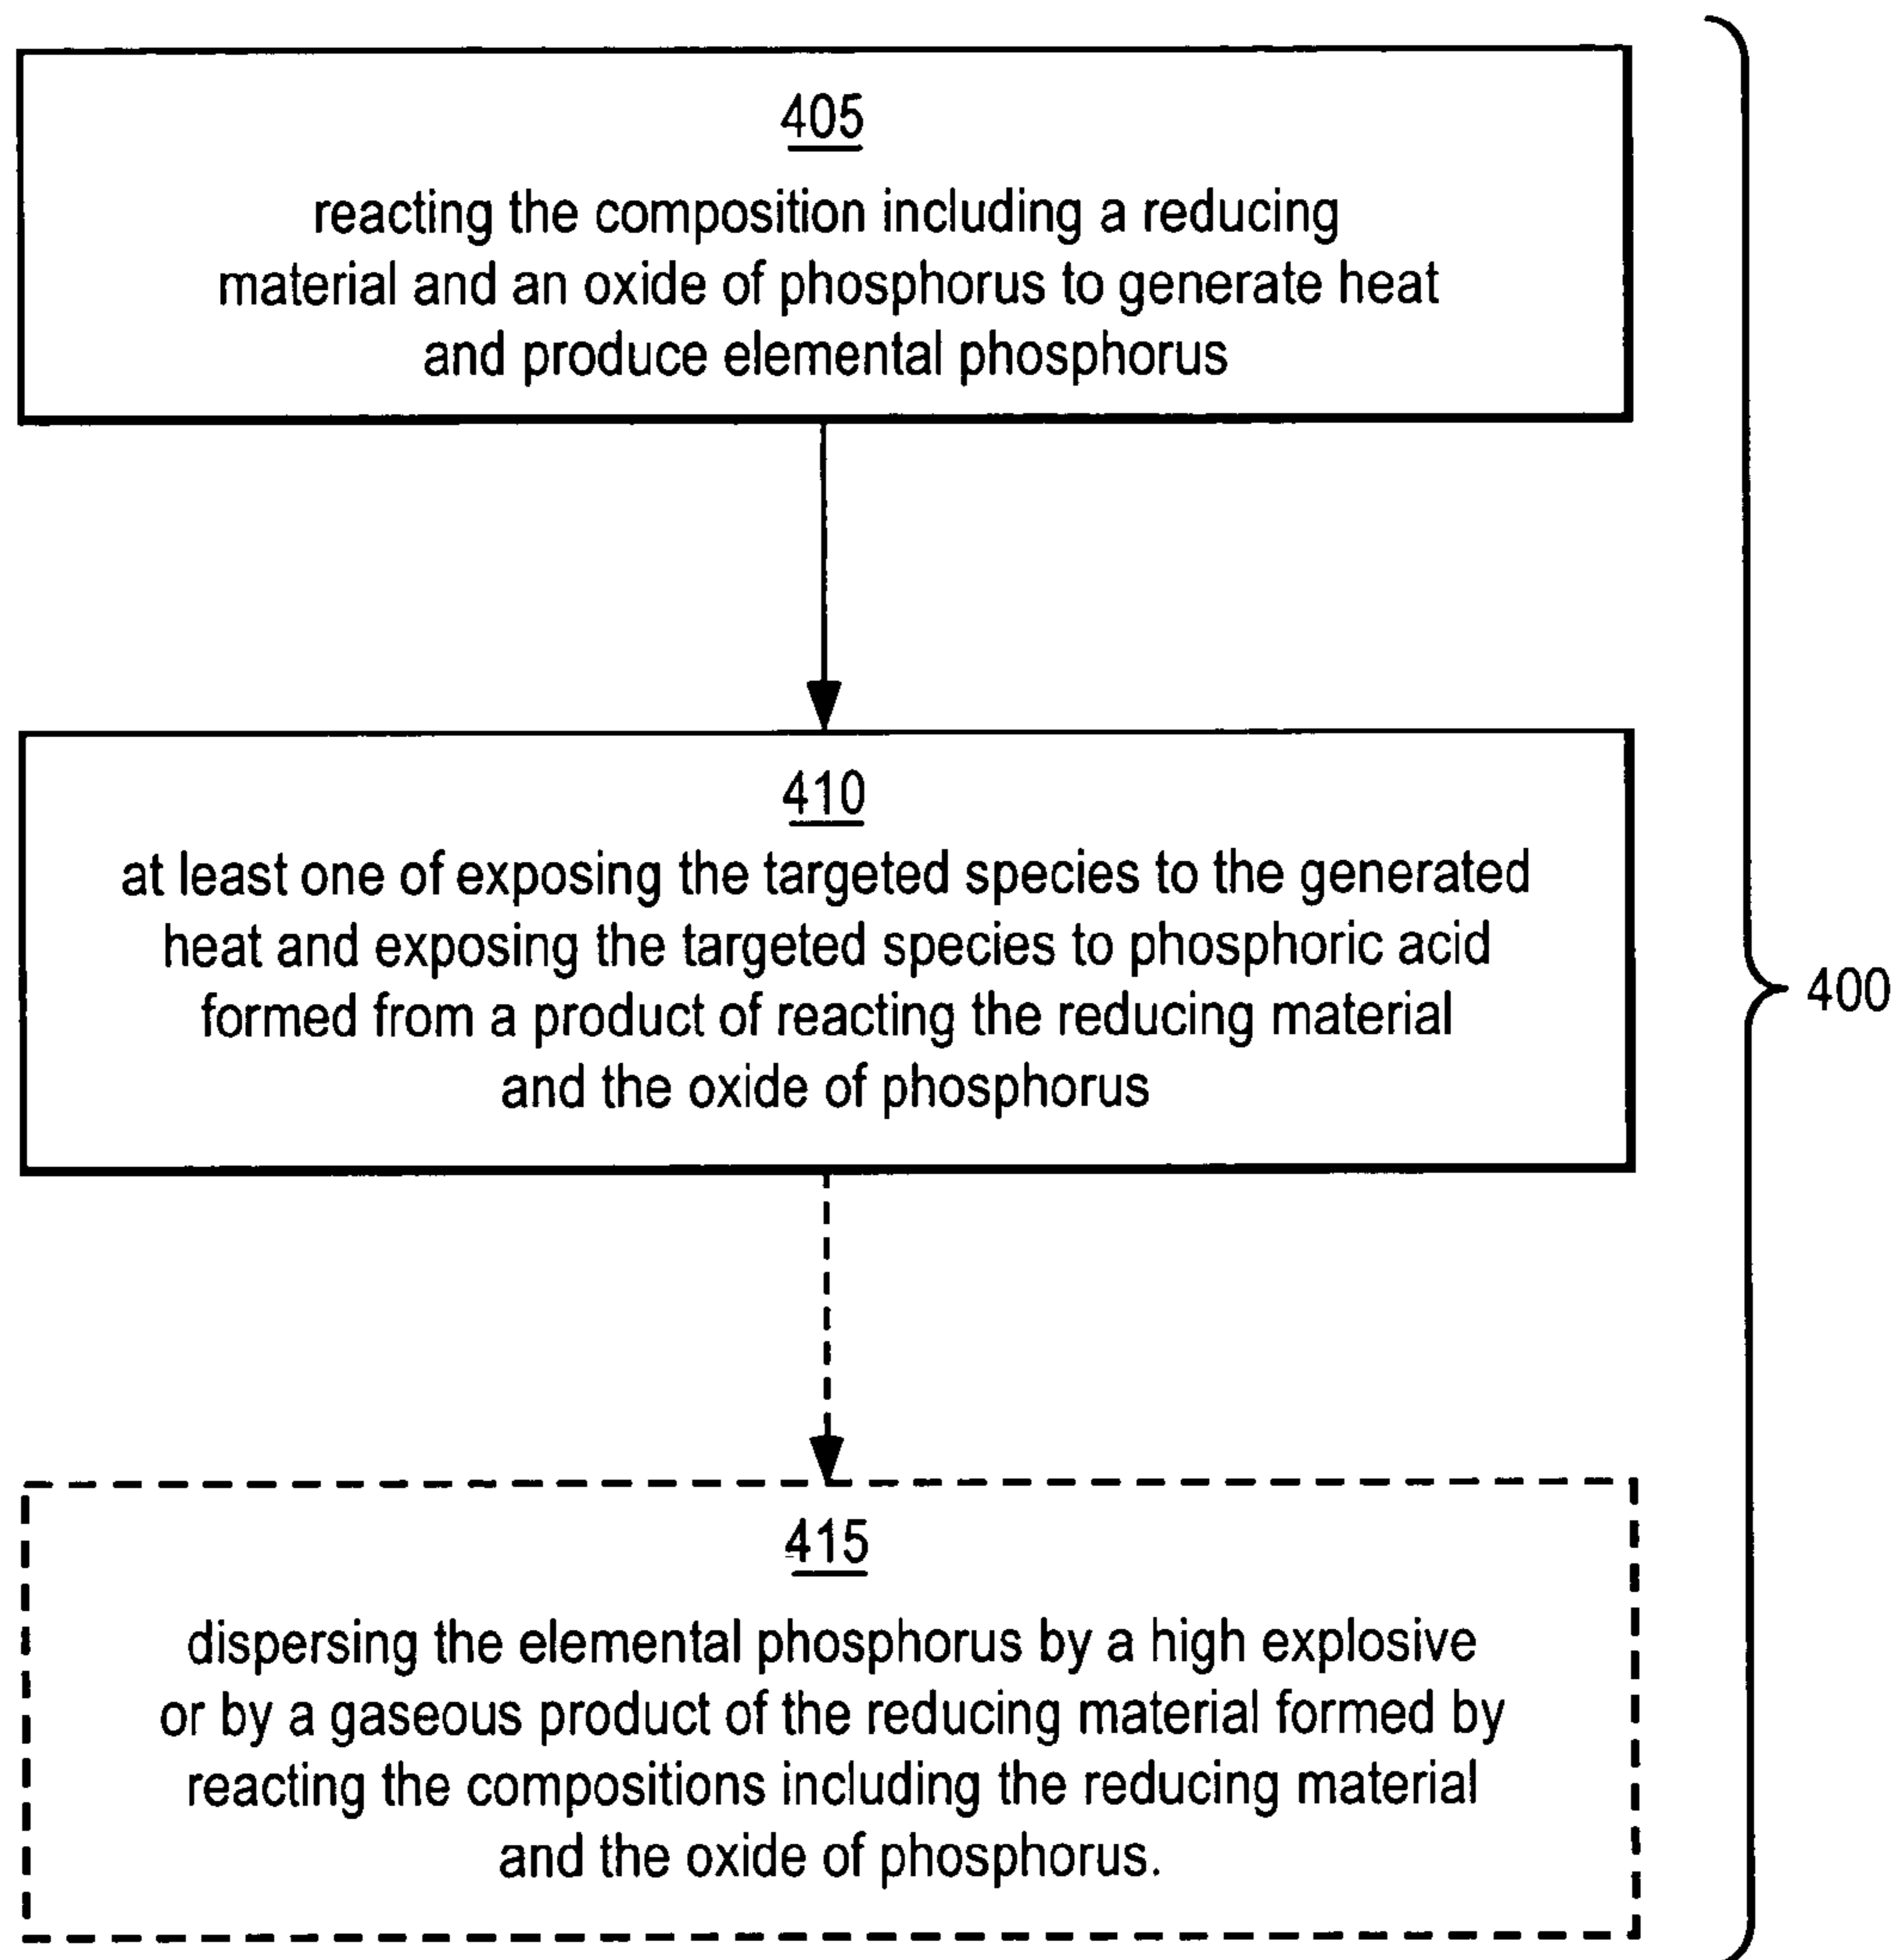 405
reacting the composition including a reducing
material and an oxide of phosphorus to generate heat
and produce elemental phosphorus
410
at least one of exposing the targeted species to the generated
heat and exposing the targeted species to phosphoric acid
formed from a product of reacting the reducing material
and the oxide of phosphorus
400
415
dispersing the elemental phosphorus by a high explosive
or by a gaseous product of the reducing material formed by
reacting the compositions including the reducing material
and the oxide of phosphorus.